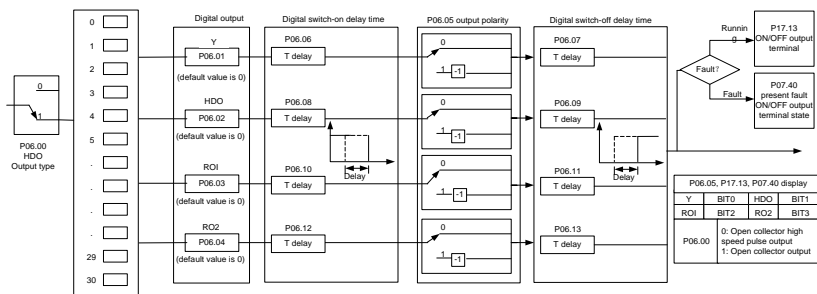 0
1
2
3
4
5
.
.
.
.
29
30
0
1
P06.00
HDO
Output type
Digital output
Y
P06.01
(default value is 0)
HDO
P06.02
(default value is 0)
ROI
P06.03
(default value is 0)
RO2
P06.04
(default value is 0)
Digital switch-on delay time
P06.06
T delay
P06.08
T delay
Delay
P06.10
T delay
P06.12
T delay
P06.05 output polarity
0
1
-1
0
1
-1
0
1
-1
0
1
-1
Digital switch-off delay time
P06.07
T delay
P06.09
T delay
Delay
P06.11
T delay
P06.13
T delay
Runnin
g
Fault?
Fault
P17.13
ON/OFF output
terminal
P07.40
present fault
ON/OFF output
terminal state
P06.05, P17.13, P07.40 display
Y BIT0 HDO BIT1
ROI BIT2 RO2 BIT3
P06.00
0: Open collector high
speed pulse output
1: Open collector output